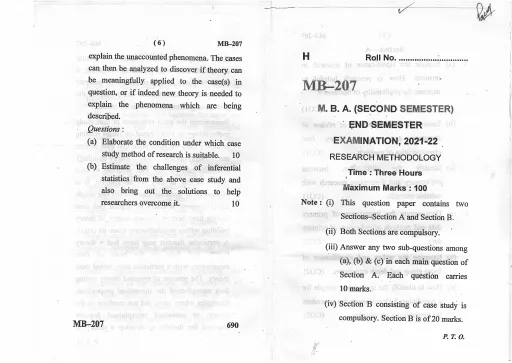 ( 6 ) MB–207
explain the unaccounted phenomena. The cases
can then be analyzed to discover if theory can
be meaningfully applied to the case(s) in
question, or if indeed new theory is needed to
explain the phenomena which are being
described.
Questions :
(a) Elaborate the condition under which case
study method of research is suitable. 10
(b) Estimate the challenges of inferential
statistics from the above case study and
also bring out the solutions to help
researchers overcome it. 10
MB–207 690
H Roll No. ..............................
MB–207
M. B. A. (SECOND SEMESTER)
END SEMESTER
EXAMINATION, 2021-22
RESEARCH METHODOLOGY
Time : Three Hours
Maximum Marks : 100
Note : (i) This question paper contains two
Sections–Section A and Section B.
(ii) Both Sections are compulsory.
(iii) Answer any two sub-questions among
(a), (b) & (c) in each main question of
Section A. Each question carries
10 marks.
(iv) Section B consisting of case study is
compulsory. Section B is of 20 marks.
P. T. O.